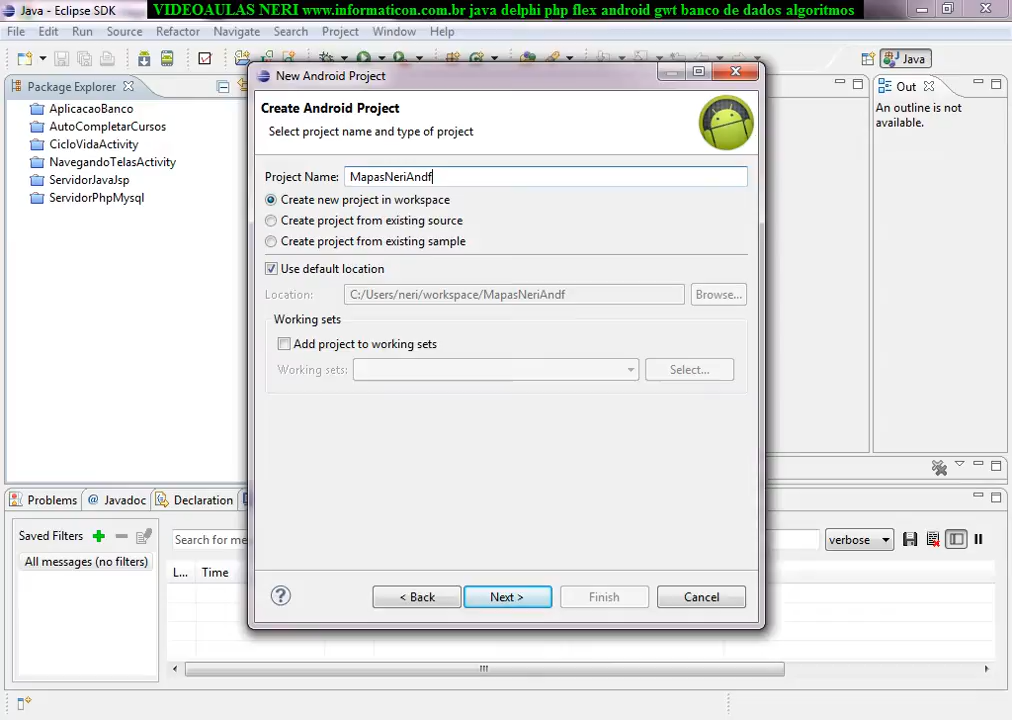 Java - Eclipse SDK
VIDEOAULAS NERI www.informaticon.com.br java delphi php flex android gwt banco de dados algoritmos
File Edit Run Source Refactor Navigate Search Project Window Help
Java
Package Explorer
Out
AplicacaoBanco
AutoCompletarCursos
CicloVidaActivity
NavegandoTelasActivity
ServidorJavaJsp
ServidorPhpMysql
An outline is not
available.
New Android Project
Create Android Project
Select project name and type of project
Project Name: MapasNeriAndf
Create new project in workspace
Create project from existing source
Create project from existing sample
Use default location
Location: C:/Users/neri/workspace/MapasNeriAndf Browse...
Working sets
Add project to working sets
Working sets: Select...
< Back Next > Finish Cancel
Problems @ Javadoc Declaration
Saved Filters
All messages (no filters)
Search for me
verbose
L... Time